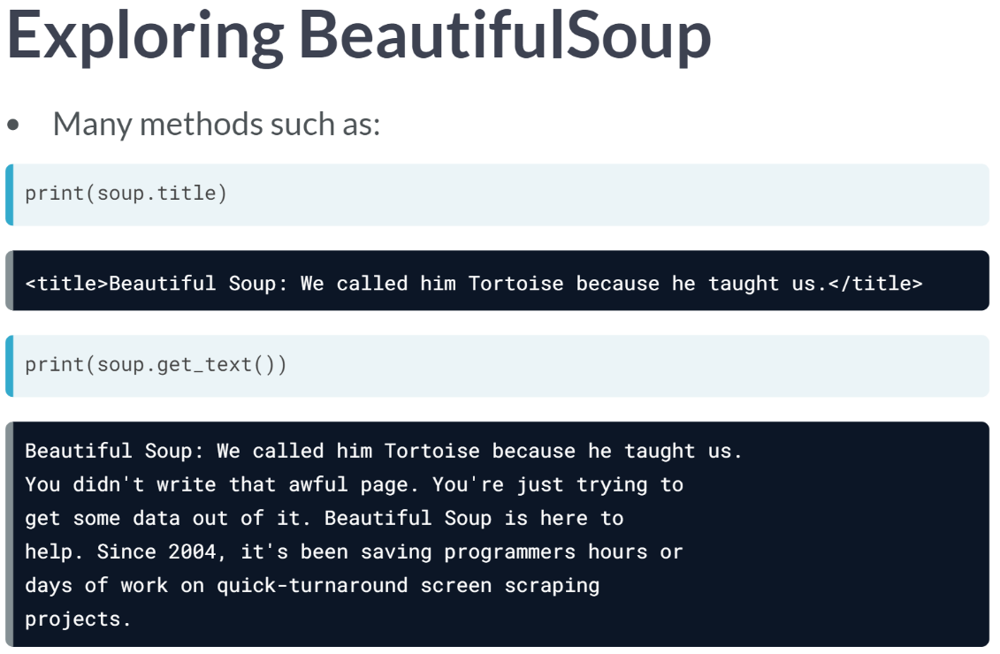 Exploring BeautifulSoup
• Many methods such as:
print(soup.title)
<title>Beautiful Soup: We called him Tortoise because he taught us.</title>
print(soup.get_text())
Beautiful Soup: We called him Tortoise because he taught us.
You didn't write that awful page. You're just trying to
get some data out of it. Beautiful Soup is here to
help. Since 2004, it's been saving programmers hours or
days of work on quick-turnaround screen scraping
projects.